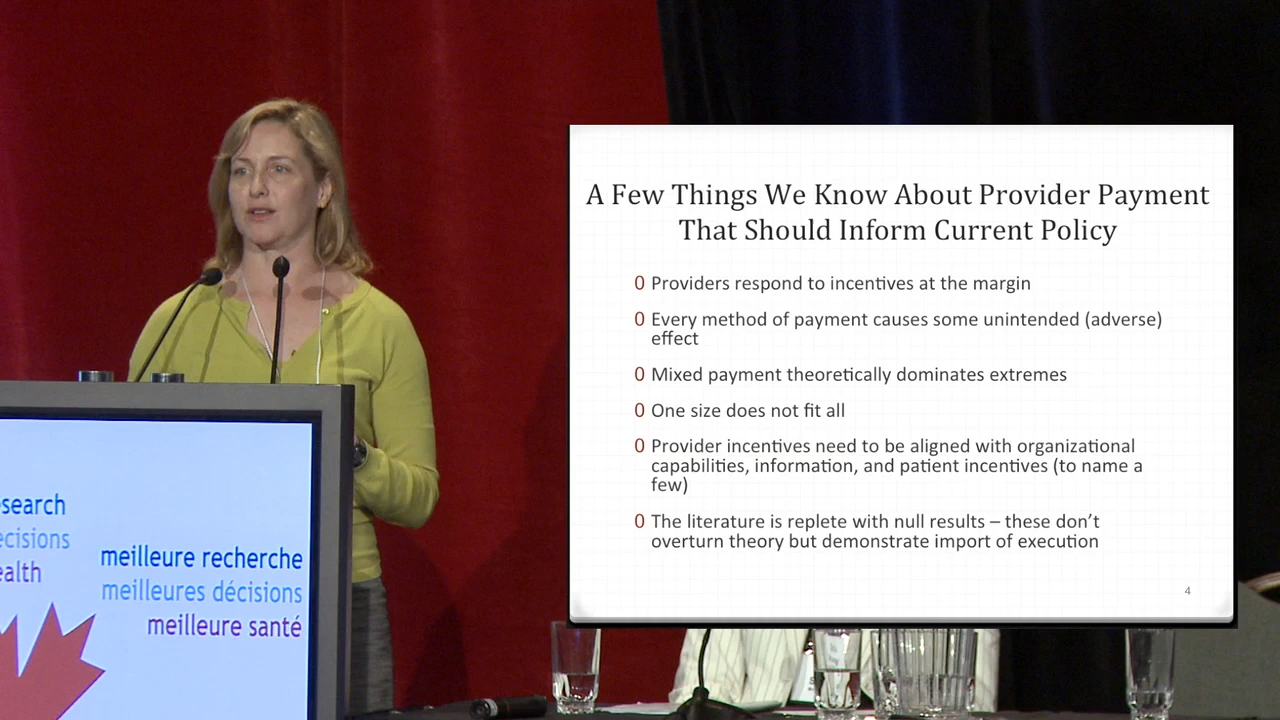 A Few Things We Know About Provider Payment
That Should Inform Current Policy
0 Providers respond to incentives at the margin
0 Every method of payment causes some unintended (adverse)
effect
0 Mixed payment theoretically dominates extremes
0 One size does not fit all
0 Provider incentives need to be aligned with organizational
capabilities, information, and patient incentives (to name a
few)
0 The literature is replete with null results – these don't
overturn theory but demonstrate import of execution
4
esearch
ecisions
ealth
meilleure recherche
meilleures décisions
meilleure santé